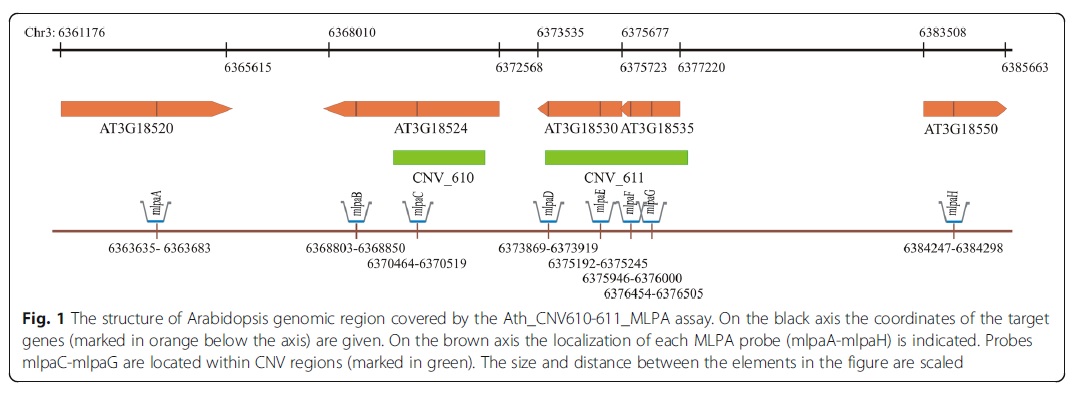 Chr3: 6361176 6368010 6373535 6375677 6383508
6365615 6372568 6375723 6377220 6385663
AT3G18520 AT3G18524 AT3G18530 AT3G18535 AT3G18550
CNV_610 CNV_611
mlpaA mlpaB mlpaC mlpaD mlpaE mlpaF mlpaG mlpaH
6363635- 6363683 6368803-6368850 6373869-6373919 6384247-6384298
6370464-6370519 6375192-6375245
6375946-6376000
6376454-6376505
Fig. 1 The structure of Arabidopsis genomic region covered by the Ath_CNV610-611_MLPA assay. On the black axis the coordinates of the target
genes (marked in orange below the axis) are given. On the brown axis the localization of each MLPA probe (mlpaA-mlpaH) is indicated. Probes
mlpaC-mlpaG are located within CNV regions (marked in green). The size and distance between the elements in the figure are scaled